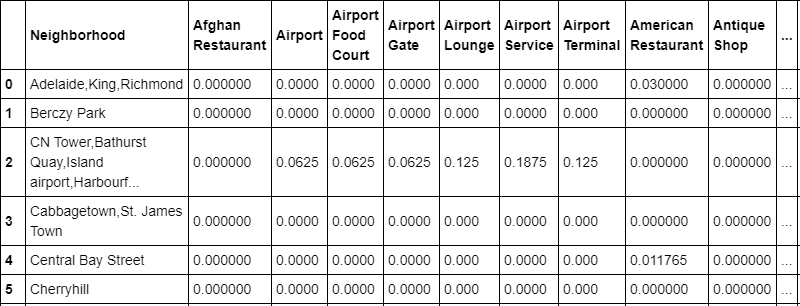 Neighborhood Afghan Restaurant Airport Airport Food Court Airport Gate Airport Lounge Airport Service Airport Terminal American Restaurant Antique Shop ...
0 Adelaide,King,Richmond 0.000000 0.0000 0.0000 0.0000 0.000 0.0000 0.000 0.030000 0.000000 ...
1 Berczy Park 0.000000 0.0000 0.0000 0.0000 0.000 0.0000 0.000 0.000000 0.000000 ...
CN Tower,Bathurst
2 Quay,Island 0.000000 0.0625 0.0625 0.0625 0.125 0.1875 0.125 0.000000 0.000000 ...
airport,Harbourf...
3 Cabbagetown,St. James 0.000000 0.0000 0.0000 0.0000 0.000 0.0000 0.000 0.000000 0.000000 ...
Town
4 Central Bay Street 0.000000 0.0000 0.0000 0.0000 0.000 0.0000 0.000 0.011765 0.000000 ...
5 Cherryhill 0.000000 0.0000 0.0000 0.0000 0.000 0.0000 0.000 0.000000 0.000000 ...